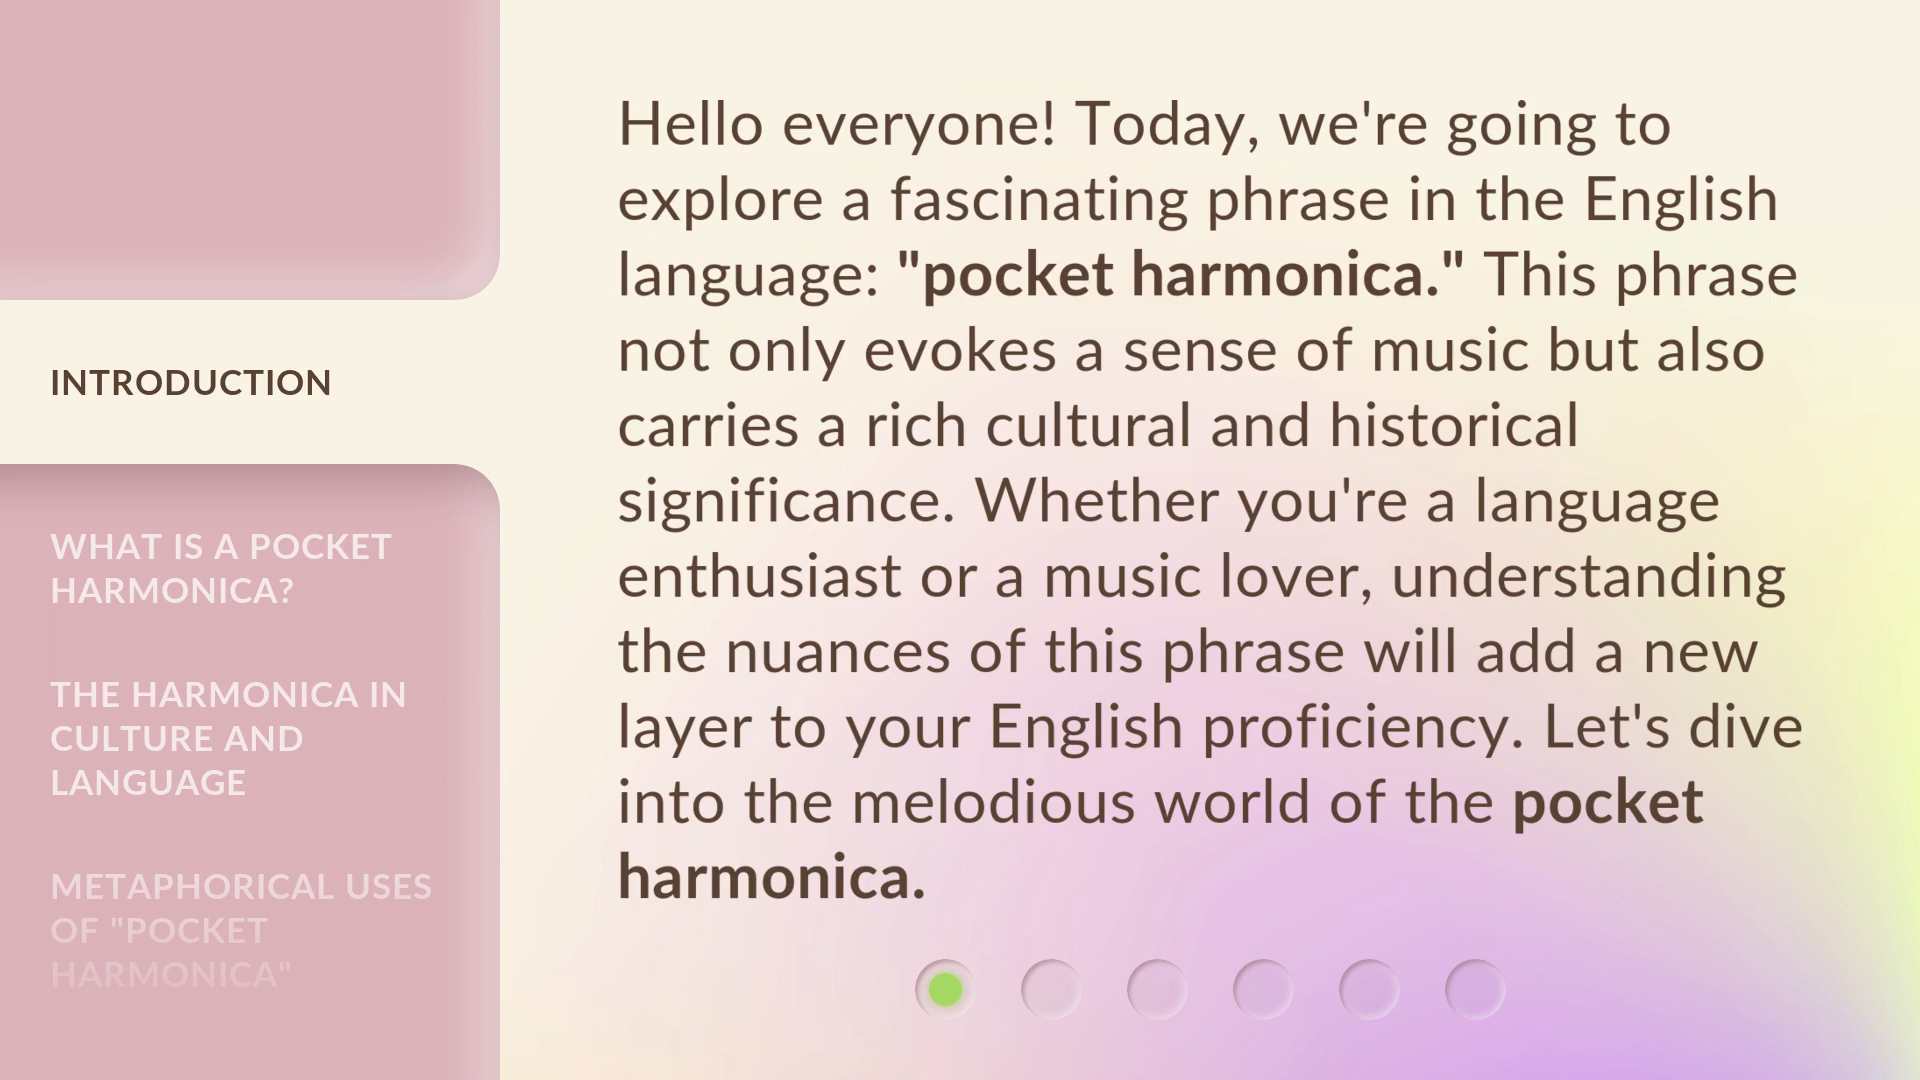 INTRODUCTION
WHAT IS A POCKET
HARMONICA?
THE HARMONICA IN
CULTURE AND
LANGUAGE
METAPHORICAL USES
OF "POCKET
HARMONICA"
Hello everyone! Today, we're going to
explore a fascinating phrase in the English
language: "pocket harmonica." This phrase
not only evokes a sense of music but also
carries a rich cultural and historical
significance. Whether you're a language
enthusiast or a music lover, understanding
the nuances of this phrase will add a new
layer to your English proficiency. Let's dive
into the melodious world of the pocket
harmonica.